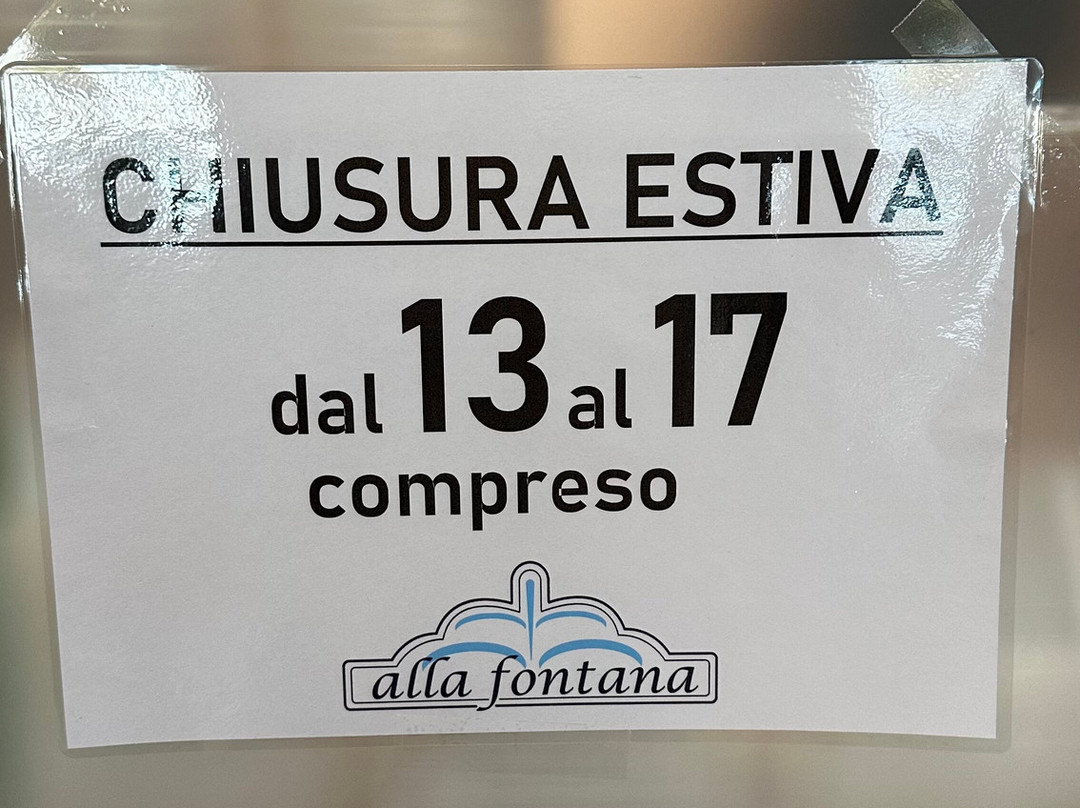 CHIUSURA ESTIVA
dal 13 al 17
compreso
alla fontana